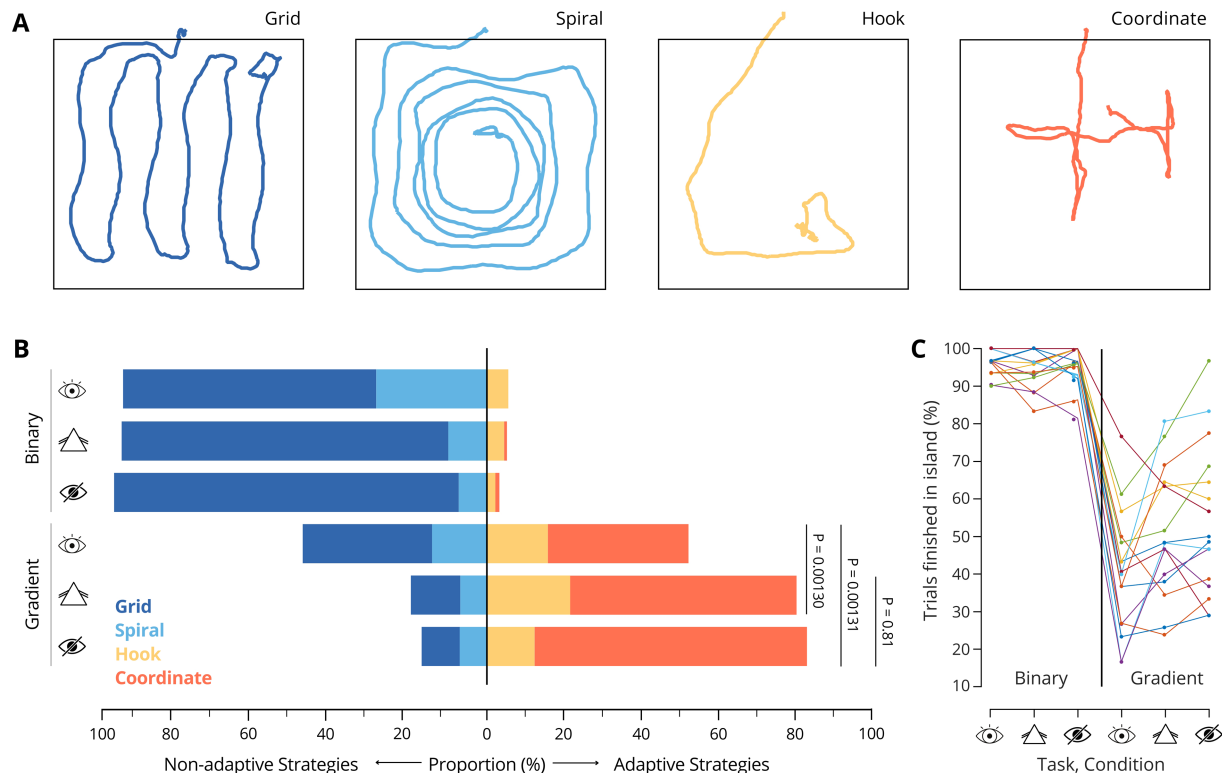 A
Grid
Spiral
Hook
Coordinate
B
Binary
Gradient
Grid
Spiral
Hook
Coordinate
P = 0.00130
P = 0.00131
P = 0.81
100 80 60 40 20 0 20 40 60 80 100
Non-adaptive Strategies Proportion (%) Adaptive Strategies
C
Trials finished in island (%)
100
90
80
70
60
50
40
30
20
10
Binary Gradient
Task, Condition